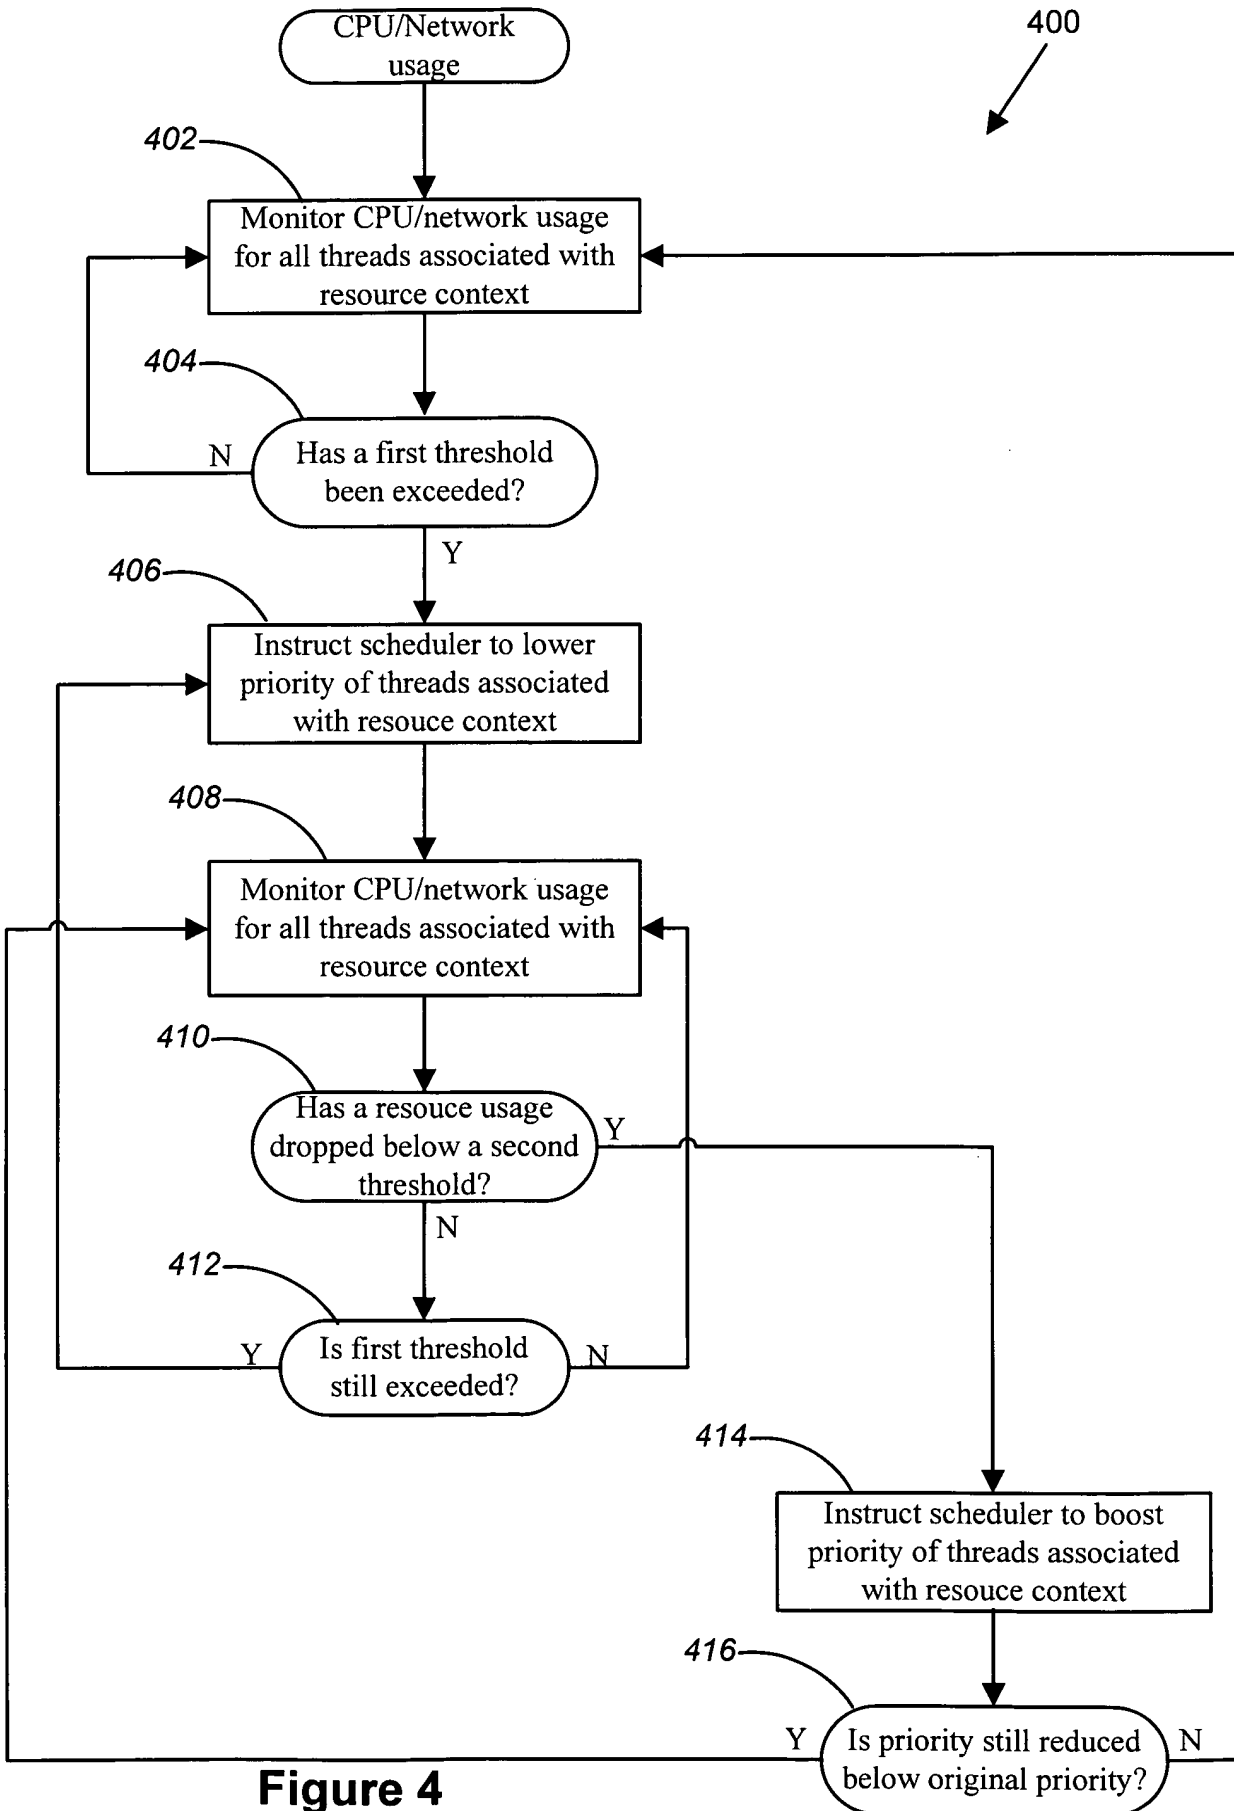 CPU/Network
usage
400
402
Monitor CPU/network usage
for all threads associated with
resource context
404
Has a first threshold
been exceeded?
N
Y
406
Instruct scheduler to lower
priority of threads associated
with resouce context
408
Monitor CPU/network usage
for all threads associated with
resource context
410
Has a resouce usage
dropped below a second
threshold?
Y
N
412
Is first threshold
still exceeded?
Y
N
414
Instruct scheduler to boost
priority of threads associated
with resouce context
416
Is priority still reduced
below original priority?
Y
N
Figure 4